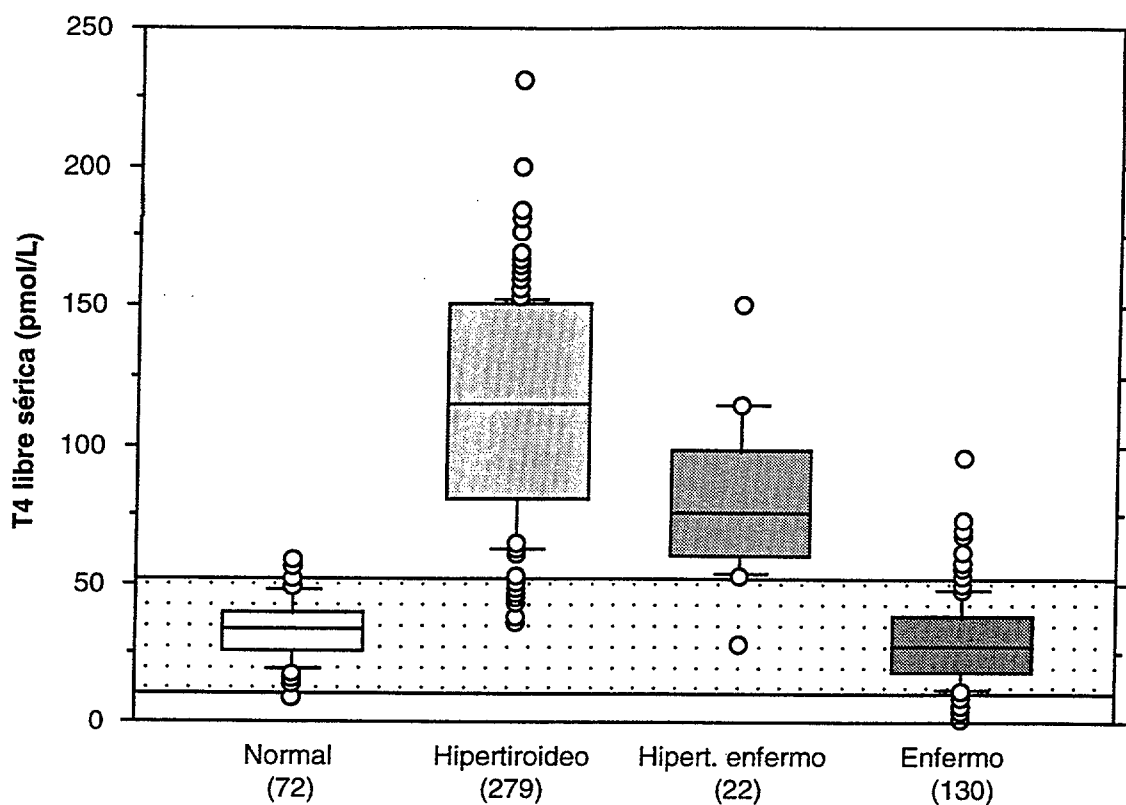 250
200
150
100
50
0
T4 libre sérica (pmol/L)
Normal
(72)
Hipertiroideo
(279)
Hipert. enfermo
(22)
Enfermo
(130)